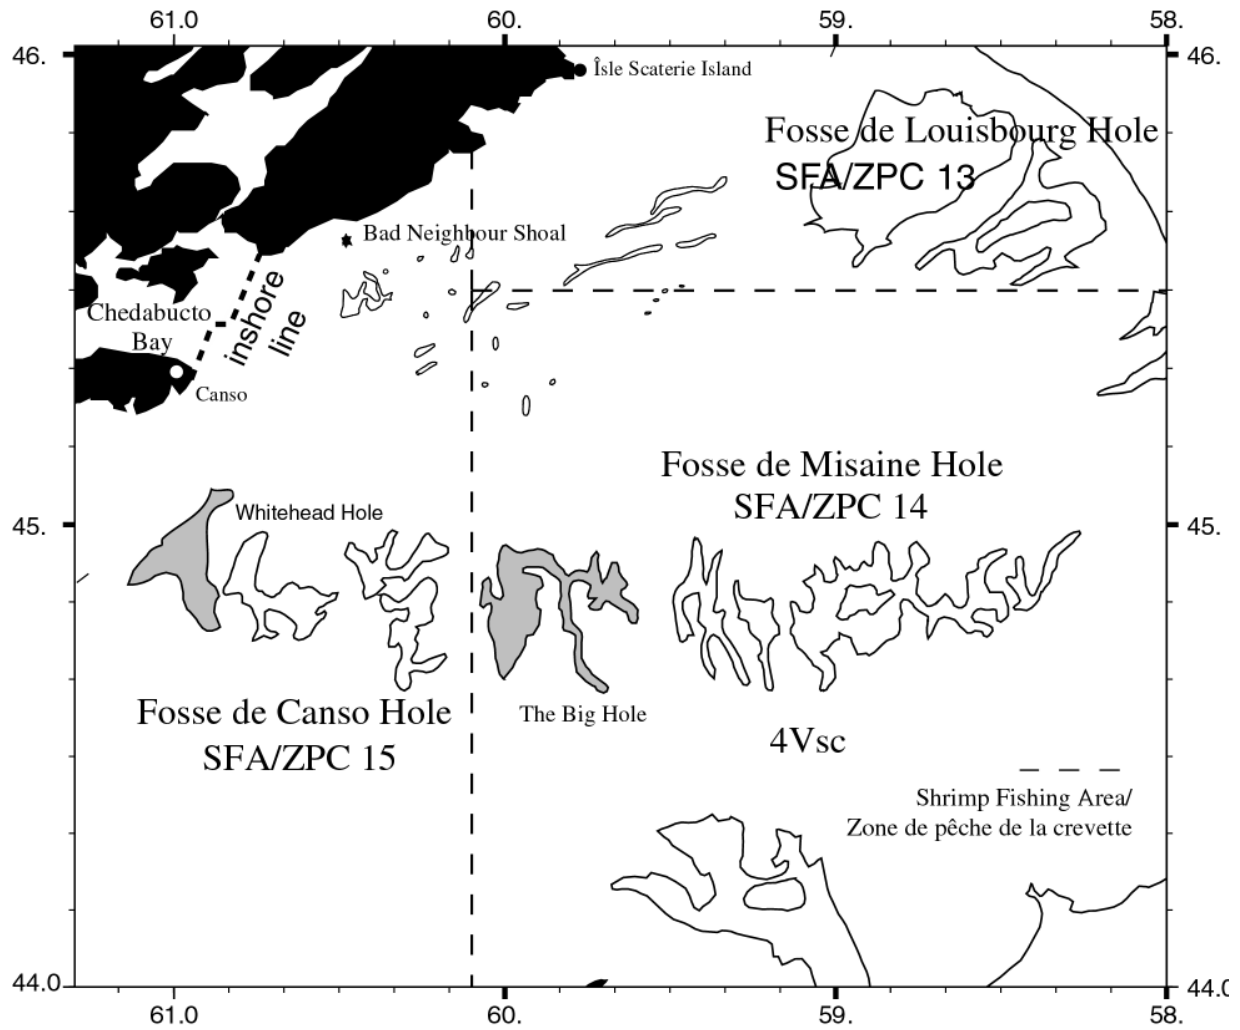 61.0 60. 59. 58.
46. 46.
Îsle Scaterie Island
Fosse de Louisbourg Hole
SFA/ZPC 13
Bad Neighbour Shoal
inshore
line
Chedabucto
Bay
Canso
Fosse de Misaine Hole
SFA/ZPC 14
45. 45.
Whitehead Hole
Fosse de Canso Hole
SFA/ZPC 15
The Big Hole
4Vsc
Shrimp Fishing Area/
Zone de pêche de la crevette
44.0 44.0
61.0 60. 59. 58.